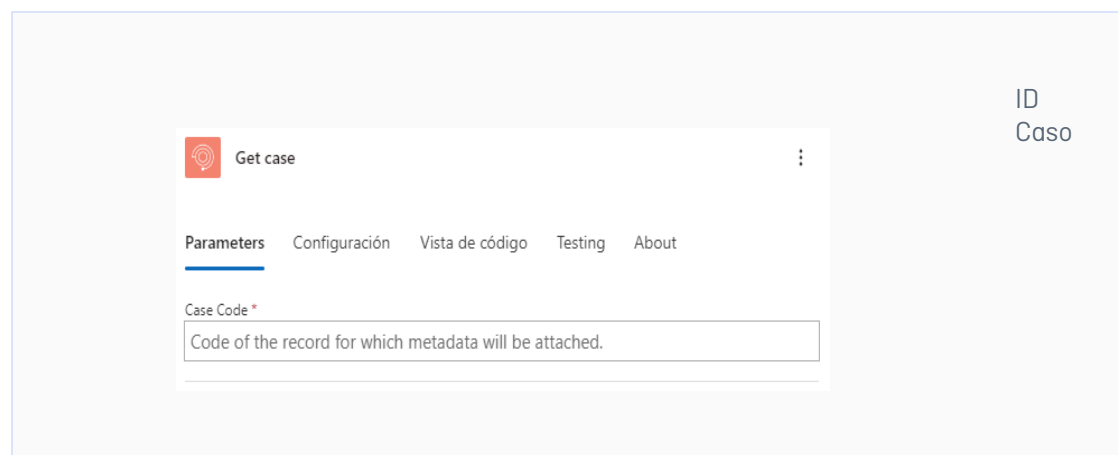 Get case
Parameters Configuración Vista de código Testing About
Case Code *
Code of the record for which metadata will be attached.
ID
Caso